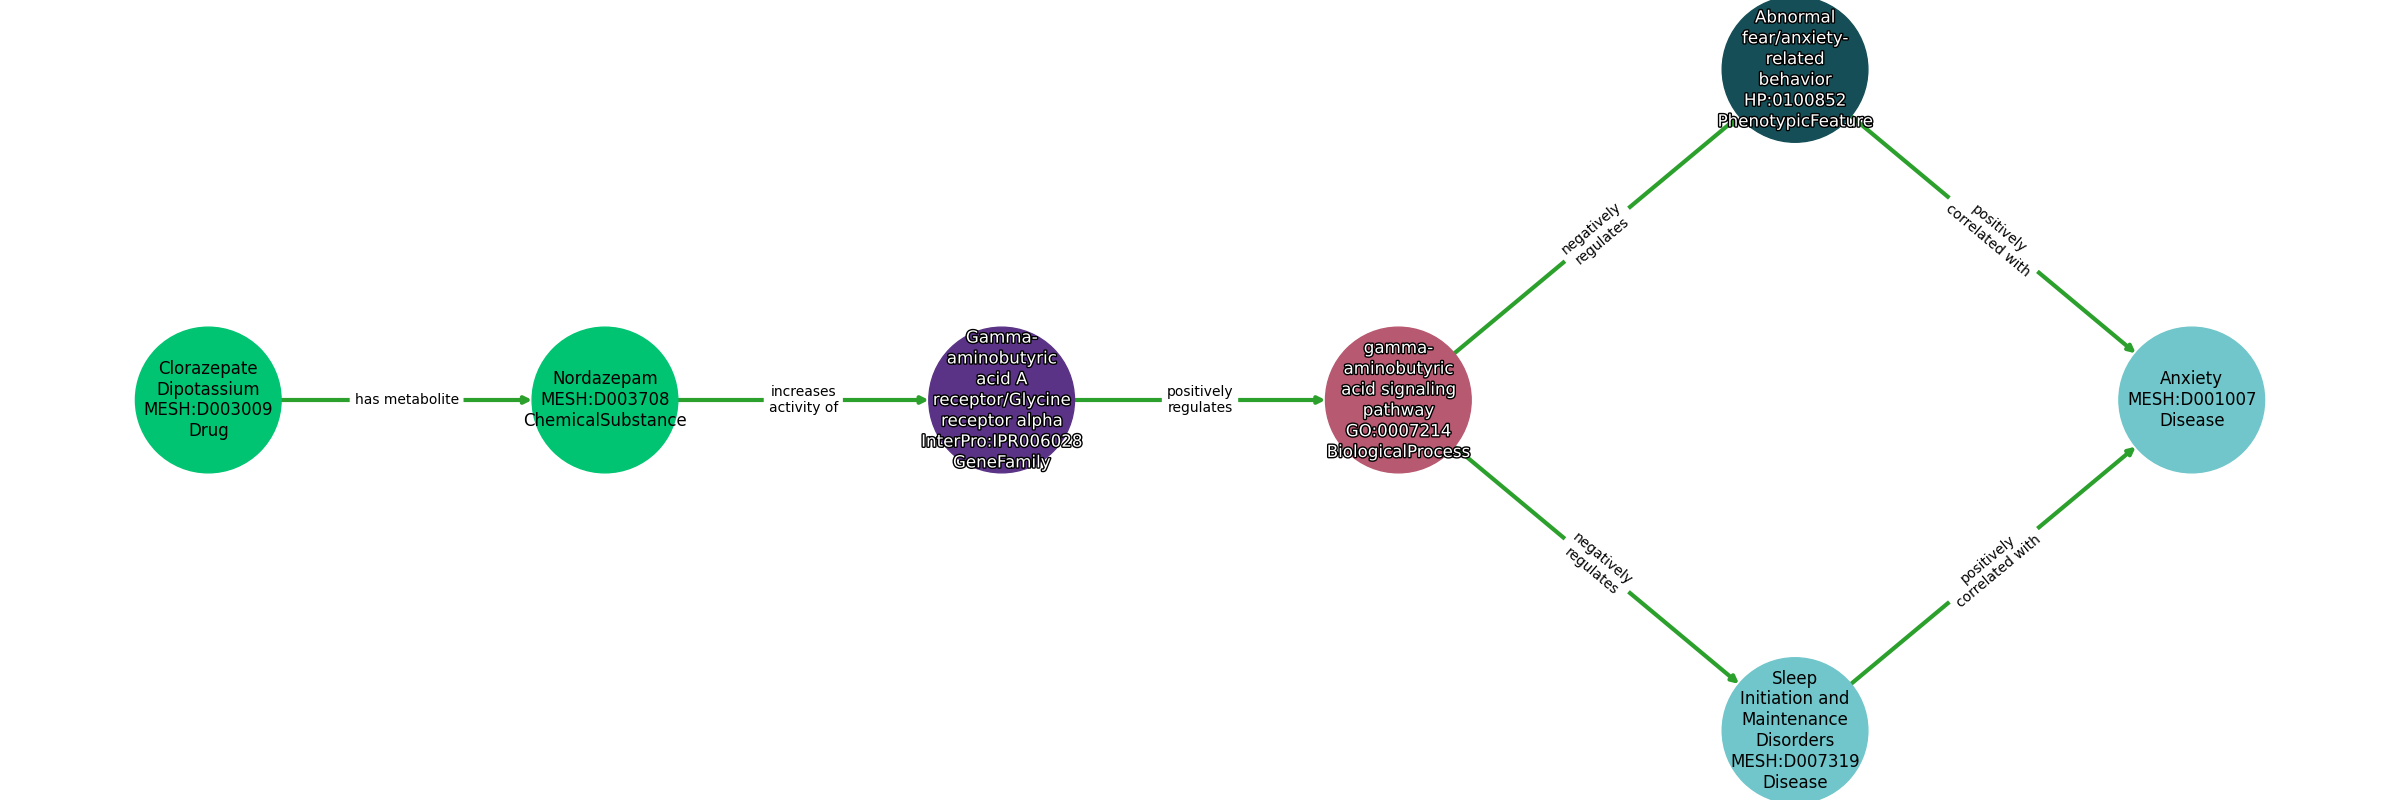 Clorazepate
Dipotassium
MESH:D003009
Drug
has metabolite
Nordazepam
MESH:D003708
ChemicalSubstance
increases
activity of
Gamma-
aminobutyric
acid A
receptor/Glycine
receptor alpha
InterPro:IPR006028
GeneFamily
positively
regulates
gamma-
aminobutyric
acid signaling
pathway
GO:0007214
BiologicalProcess
negatively
regulates
Abnormal
fear/anxiety-
related
behavior
HP:0100852
PhenotypicFeature
positively
correlated with
negatively
regulates
Sleep
Initiation and
Maintenance
Disorders
MESH:D007319
Disease
positively
correlated with
Anxiety
MESH:D001007
Disease